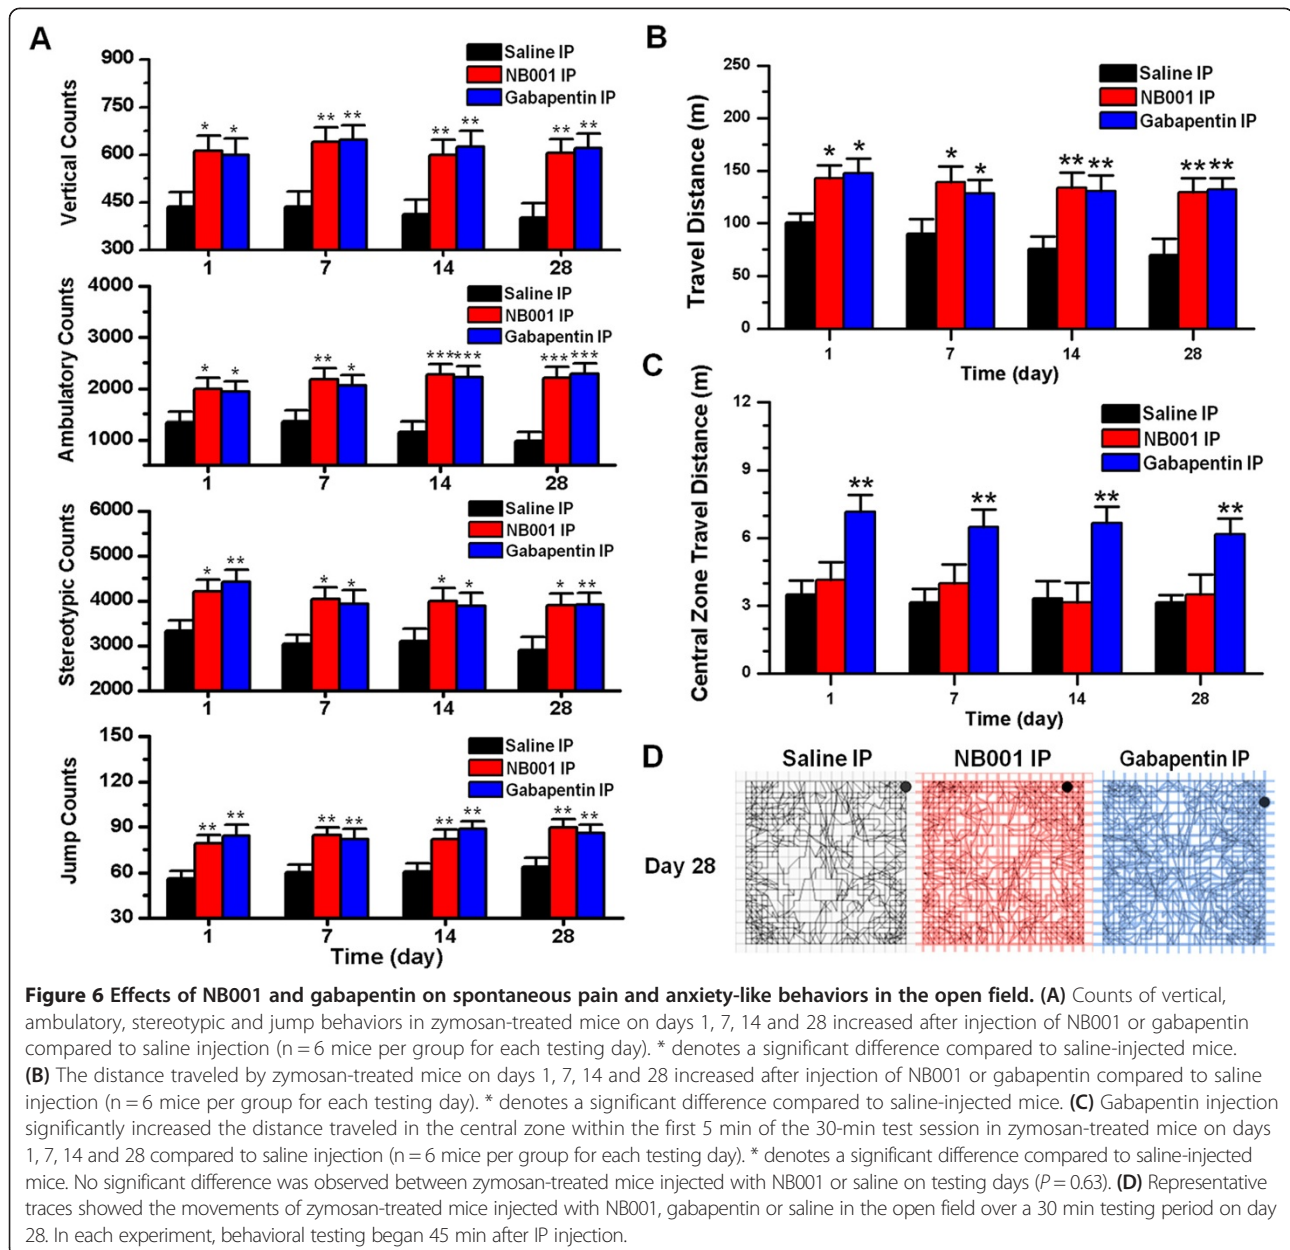 A
Saline IP
NB001 IP
Gabapentin IP
Vertical Counts
900
750
600
450
300
* * ** ** ** ** ** **
1 7 14 28
Saline IP
NB001 IP
Gabapentin IP
Ambulatory Counts
4000
3000
2000
1000
* * ** * *** *** *** ***
1 7 14 28
Saline IP
NB001 IP
Gabapentin IP
Stereotypic Counts
6000
5000
4000
3000
2000
* ** * * * * * **
1 7 14 28
Saline IP
NB001 IP
Gabapentin IP
Jump Counts
150
120
90
60
30
** ** ** ** ** ** ** **
1 7 14 28
Time (day)
B
Saline IP
NB001 IP
Gabapentin IP
Travel Distance (m)
250
200
150
100
50
0
* * * * ** ** ** **
1 7 14 28
Time (day)
C
Saline IP
NB001 IP
Gabapentin IP
Central Zone Travel Distance (m)
12
9
6
3
0
** ** ** **
1 7 14 28
Time (day)
D
Saline IP NB001 IP Gabapentin IP
Day 28
Figure 6 Effects of NB001 and gabapentin on spontaneous pain and anxiety-like behaviors in the open field. (A) Counts of vertical,
ambulatory, stereotypic and jump behaviors in zymosan-treated mice on days 1, 7, 14 and 28 increased after injection of NB001 or gabapentin
compared to saline injection (n = 6 mice per group for each testing day). * denotes a significant difference compared to saline-injected mice.
(B) The distance traveled by zymosan-treated mice on days 1, 7, 14 and 28 increased after injection of NB001 or gabapentin compared to saline
injection (n = 6 mice per group for each testing day). * denotes a significant difference compared to saline-injected mice. (C) Gabapentin injection
significantly increased the distance traveled in the central zone within the first 5 min of the 30-min test session in zymosan-treated mice on days
1, 7, 14 and 28 compared to saline injection (n = 6 mice per group for each testing day). * denotes a significant difference compared to saline-injected
mice. No significant difference was observed between zymosan-treated mice injected with NB001 or saline on testing days (P = 0.63). (D) Representative
traces showed the movements of zymosan-treated mice injected with NB001, gabapentin or saline in the open field over a 30 min testing period on day
28. In each experiment, behavioral testing began 45 min after IP injection.